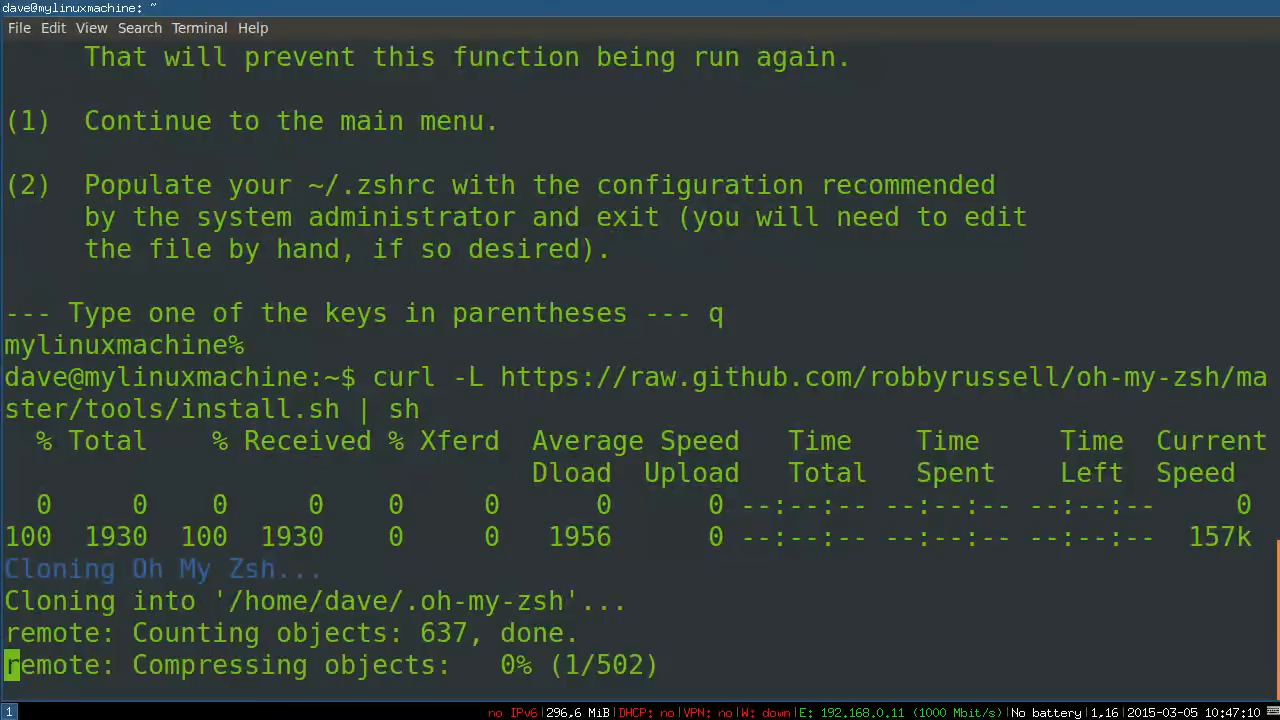 dave@mylinuxmachine: ~
File Edit View Search Terminal Help
That will prevent this function being run again.
(1) Continue to the main menu.
(2) Populate your ~/.zshrc with the configuration recommended
by the system administrator and exit (you will need to edit
the file by hand, if so desired).
--- Type one of the keys in parentheses --- q
mylinuxmachine%
dave@mylinuxmachine:~$ curl -L https://raw.github.com/robbyrussell/oh-my-zsh/ma
ster/tools/install.sh | sh
% Total % Received % Xferd Average Speed Time Time Time Current
Dload Upload Total Spent Left Speed
0 0 0 0 0 0 0 0 --:--:-- --:--:-- --:--:-- 0
100 1930 100 1930 0 0 1956 0 --:--:-- --:--:-- --:--:-- 157k
Cloning Oh My Zsh...
Cloning into '/home/dave/.oh-my-zsh'...
remote: Counting objects: 637, done.
remote: Compressing objects: 0% (1/502)
1 no IPv6|296.6 MiB|DHCP: no|VPN: no|W: down|E: 192.168.0.11 (1000 Mbit/s)|No battery|1.16|2015-03-05 10:47:10